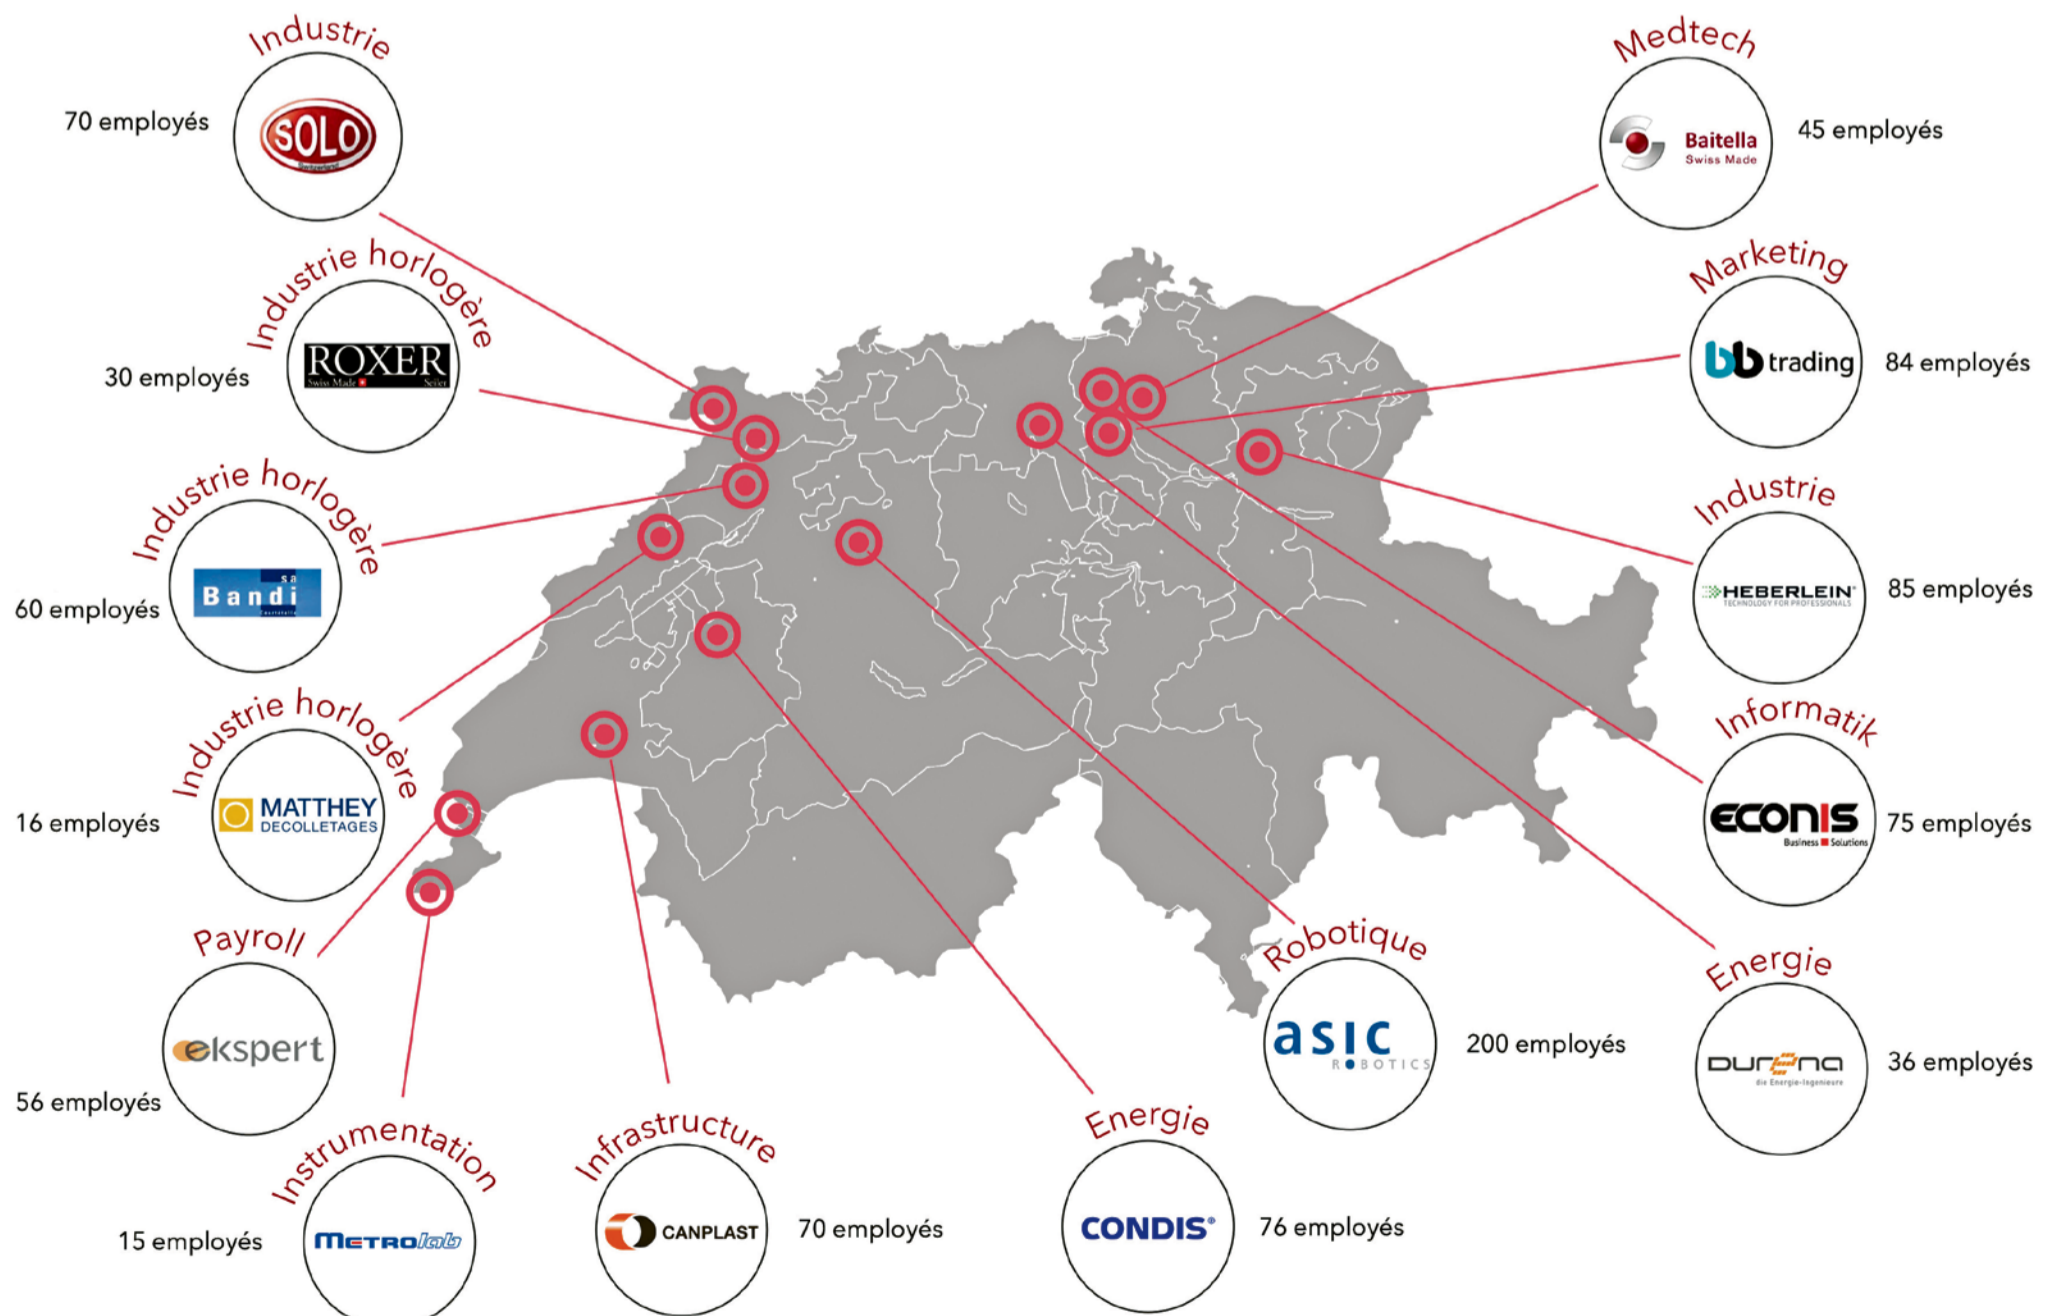 Industrie
70 employés
SOLO
Industrie horlogère
30 employés
ROXER
Swiss Made Seiler
Industrie horlogère
60 employés
sa
Bandi
Courtételle
Industrie horlogère
16 employés
MATTHEY
DECOLLETAGES
Payroll
ekspert
56 employés
Instrumentation
15 employés
METROlab
Infrastructure
CANPLAST
70 employés
Energie
CONDIS®
76 employés
Robotique
asic
ROBOTICS
200 employés
Medtech
Baitella
Swiss Made
45 employés
Marketing
bb trading
84 employés
Industrie
HEBERLEIN®
TECHNOLOGY FOR PROFESSIONALS
85 employés
Informatik
ECONIS
Business Solutions
75 employés
Energie
DURENA
die Energie-Ingenieure
36 employés